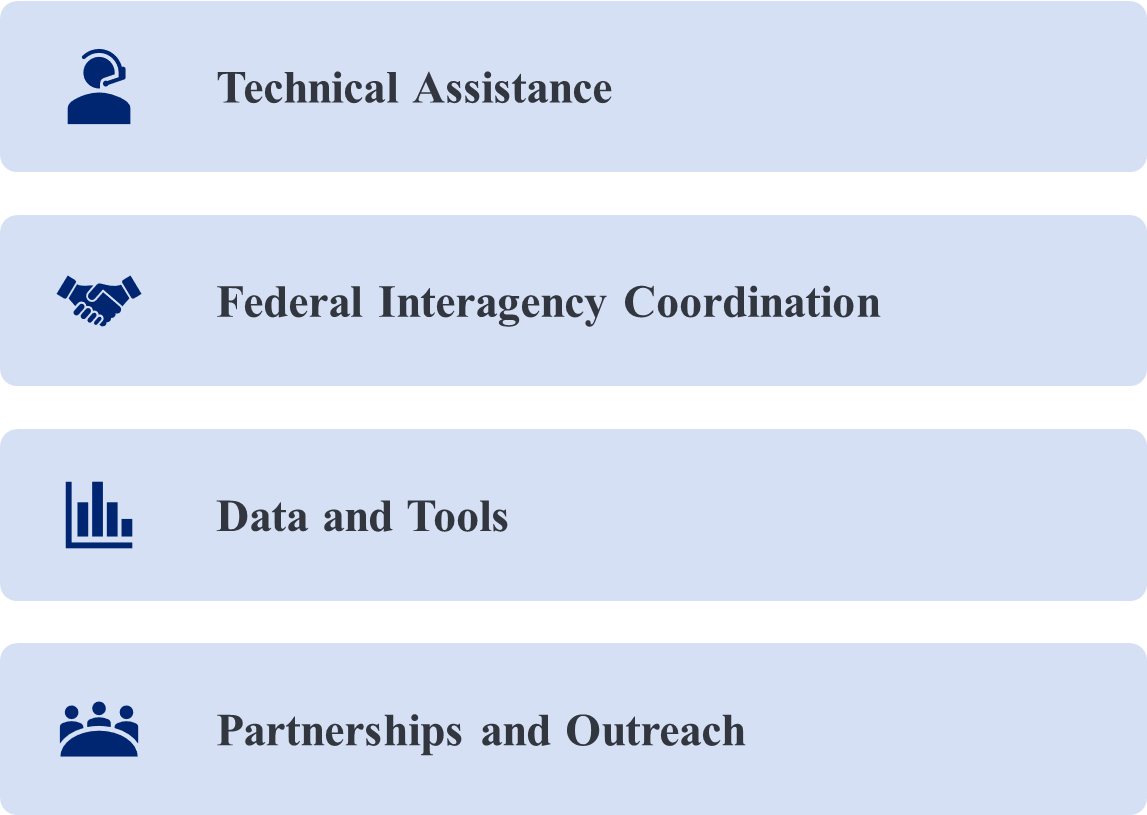 Technical Assistance
Federal Interagency Coordination
Data and Tools
Partnerships and Outreach